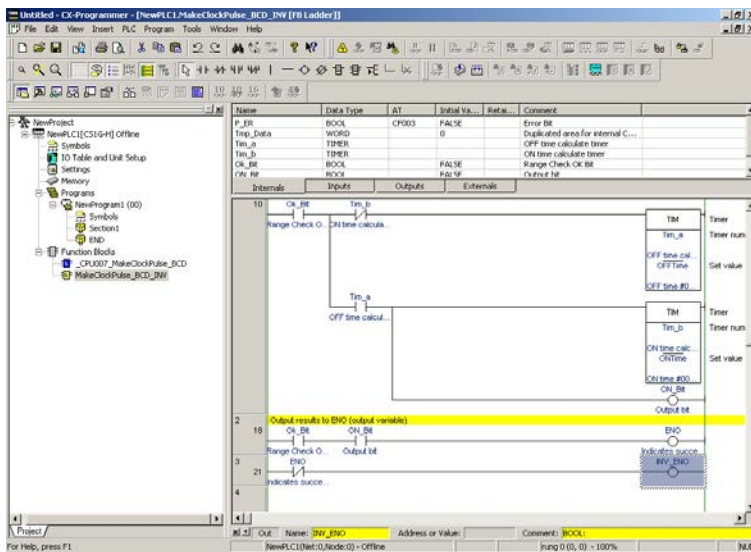 Untitled - CX-Programmer - [NewPLC1.MakeClockPulse_BCD_INV [FB Ladder]]
File Edit View Insert PLC Program Tools Window Help
NewProject
NewPLC1[CS1G-H] Offline
Symbols
IO Table and Unit Setup
Settings
Memory
Programs
NewProgram1 (00)
Symbols
Section1
END
Function Blocks
_CPU007_MakeClockPulse_BCD
MakeClockPulse_BCD_INV
Project
Name Data Type AT Initial Va... Retai... Comment
P_ER BOOL CF003 FALSE Error Bit
Tmp_Data WORD 0 Duplicated area for internal C...
Tim_a TIMER OFF time calculate timer
Tim_b TIMER ON time calculate timer
Ok_Bit BOOL FALSE Range Check OK Bit
ON_Bit BOOL FALSE Output bit
Internals Inputs Outputs Externals
10 Ok_Bit Tim_b
Range Check O... ON time calcula...
TIM Timer
Tim_a Timer num
OFF time cal...
OFFTime Set value
OFF time #0...
Tim_a
OFF time calcul...
TIM Timer
Tim_b Timer num
ON time calc...
ONTime Set value
ON time #00...
ON_Bit
Output bit
2 Output results to ENO (output variable)
18 Ok_Bit ON_Bit ENO
Range Check O... Output bit Indicates succe...
3 ENO INV_ENO
21
Indicates succe...
4
Out Name: INV_ENO Address or Value: Comment: BOOL:
For Help, press F1 NewPLC1(Net:0,Node:0) - Offline rung 0 (0, 0) - 100%